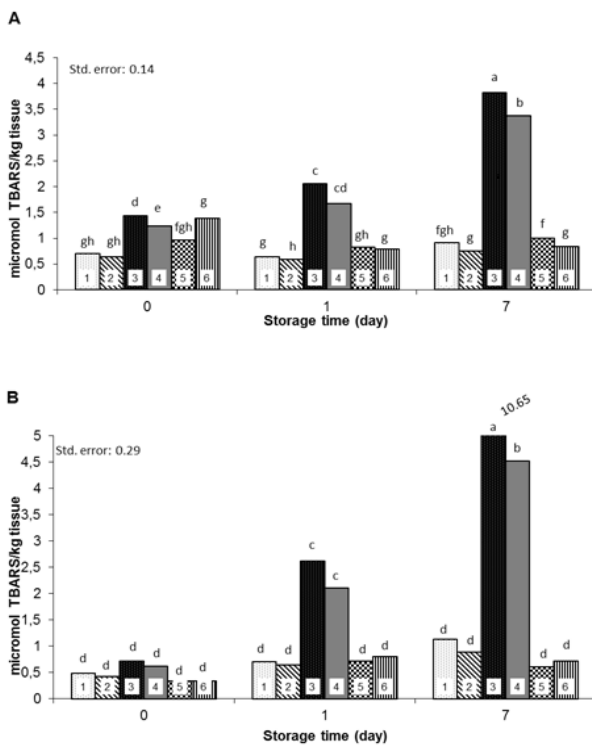 A
4,5
Std. error: 0.14
a
4
b
3,5
3
2,5
c
2
cd
d
g
1,5
e
fgh
fgh
f
1
gh
gh
g
h
gh
g
g
g
0,5
1
2
3
4
5
6
1
2
3
4
5
6
1
2
3
4
5
6
0
0
1
7
micromol TBARS/kg tissue
Storage time (day)
B
10.65
5
a
Std. error: 0.29
b
4,5
4
3,5
3
c
2,5
c
2
1,5
d
1
d
d
d
d
d
d
d
d
d
d
d
d
d
d
0,5
1
2
3
4
5
6
1
2
3
4
5
6
1
2
3
4
5
6
0
0
1
7
micromol TBARS/kg tissue
Storage time (day)